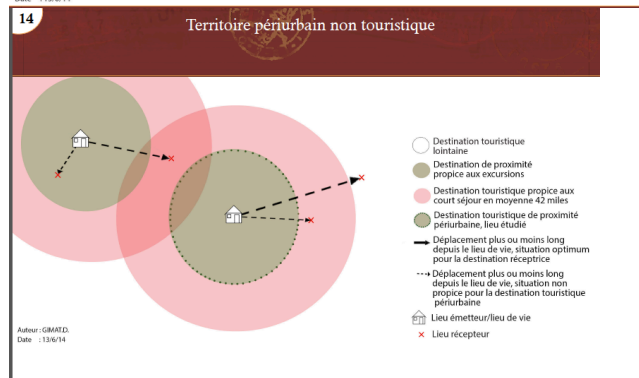 14
Territoire périurbain non touristique
Destination touristique
lointaine
Destination de proximité
propice aux excursions
Destination touristique propice aux
court séjour en moyenne 42 miles
Destination touristique de proximité
périurbaine, lieu étudié
Déplacement plus ou moins long
depuis le lieu de vie, situation optimum
pour la destination réceptrice
Déplacement plus ou moins long
depuis le lieu de vie, situation non
propice pour la destination touristique
périurbaine
Lieu émetteur/lieu de vie
Lieu récepteur
Auteur : GIMAT.D.
Date : 13/6/14